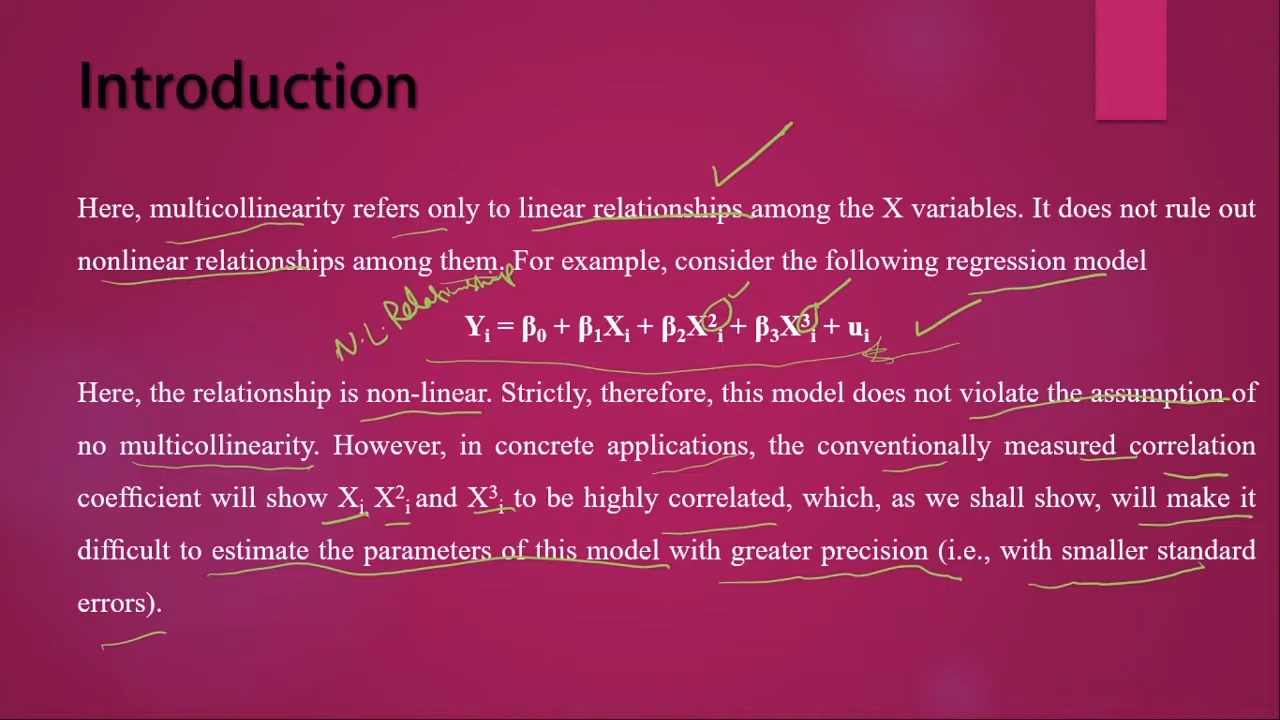 Introduction
Here, multicollinearity refers only to linear relationships among the X variables. It does not rule out
nonlinear relationships among them. For example, consider the following regression model
N.L. Relationship
Yᵢ = β₀ + β₁Xᵢ + β₂X²ᵢ + β₃X³ᵢ + uᵢ
Here, the relationship is non-linear. Strictly, therefore, this model does not violate the assumption of
no multicollinearity. However, in concrete applications, the conventionally measured correlation
coefficient will show Xᵢ, X²ᵢ and X³ᵢ to be highly correlated, which, as we shall show, will make it
difficult to estimate the parameters of this model with greater precision (i.e., with smaller standard
errors).